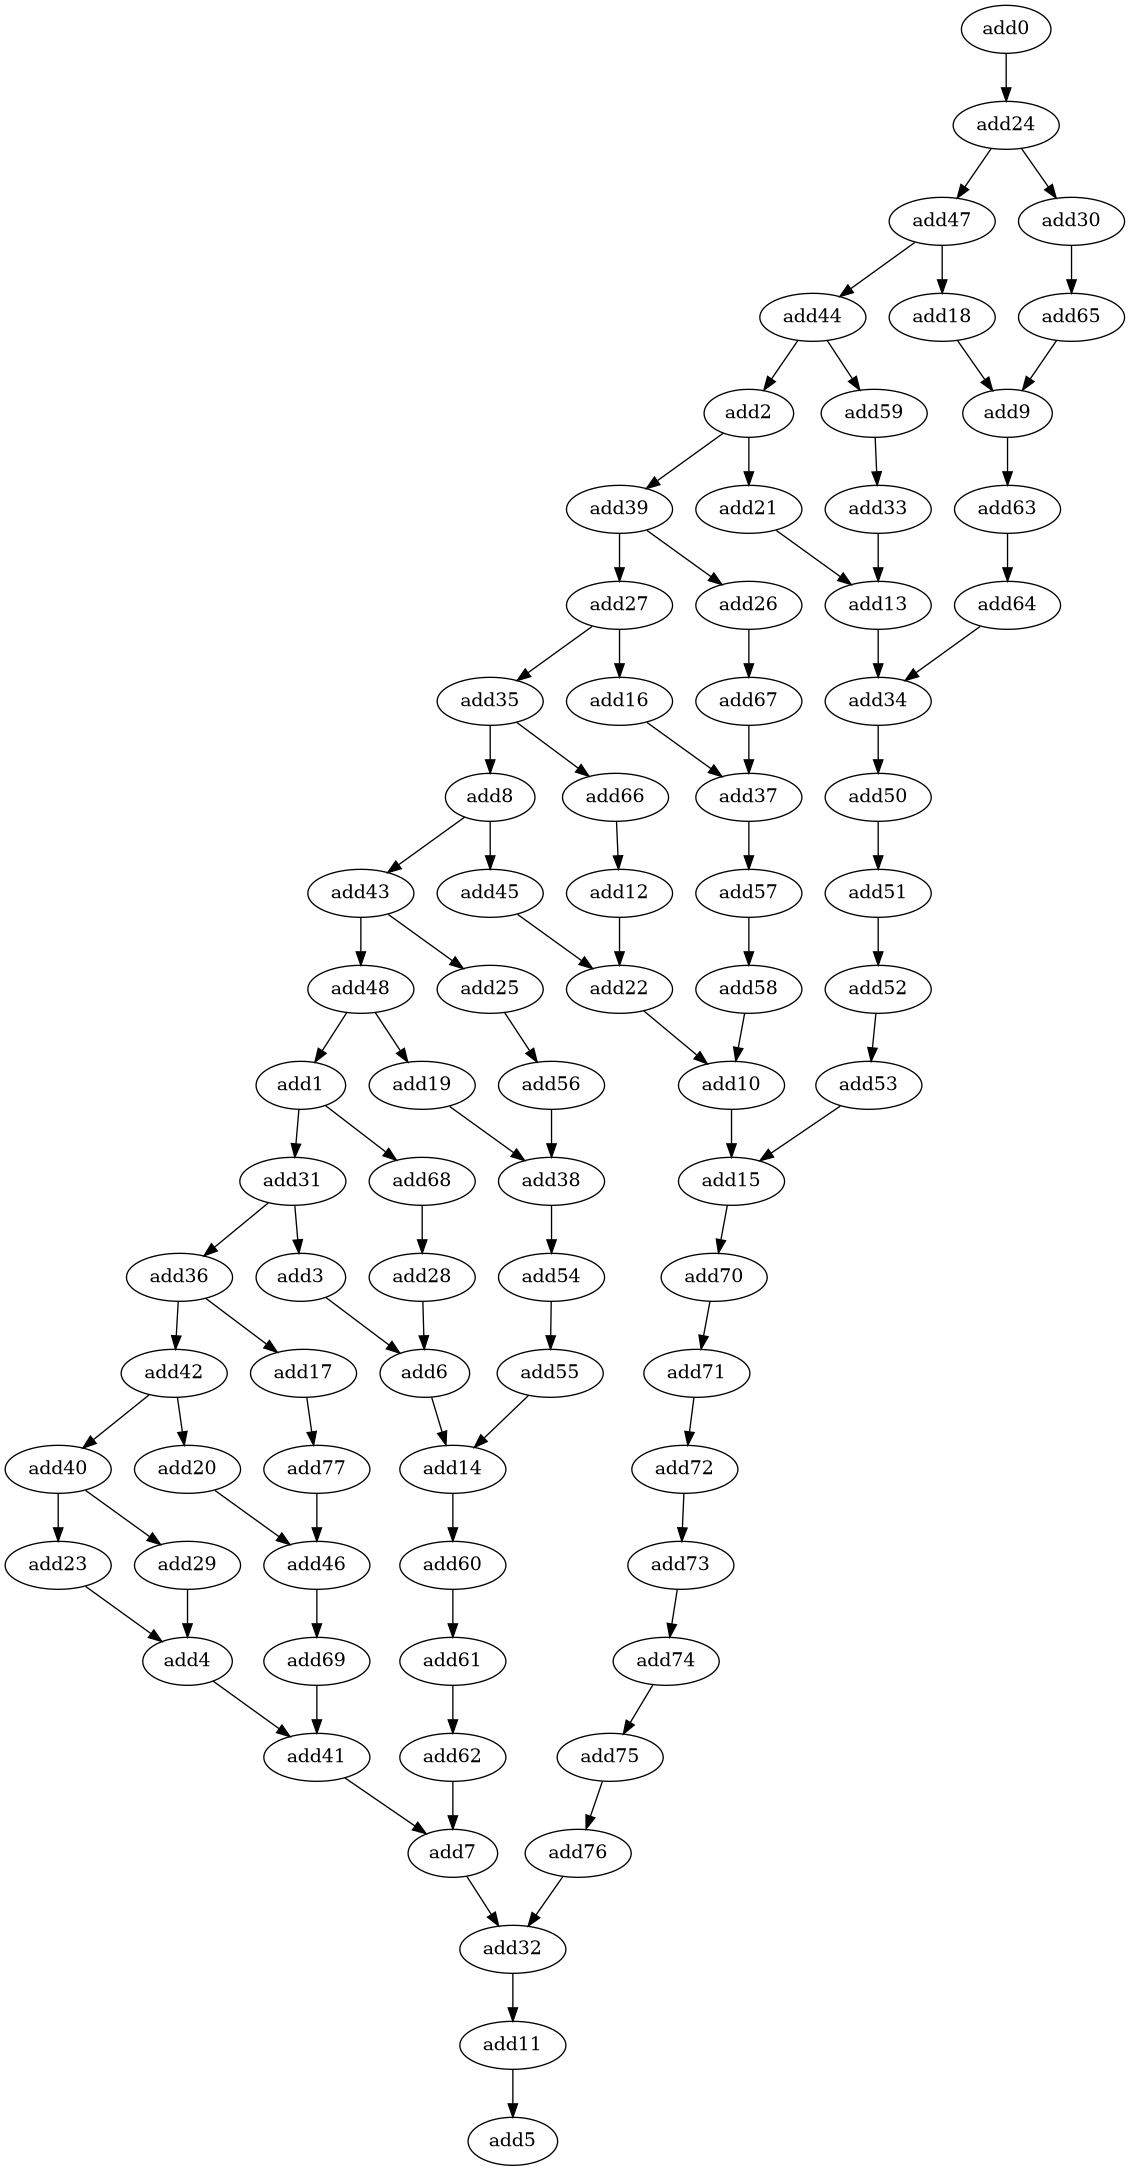 add0
add24
add47 add30
add44 add18 add65
add2 add59 add9
add39 add21 add33 add63
add27 add26 add13 add64
add35 add16 add67 add34
add8 add66 add37 add50
add43 add45 add12 add57 add51
add48 add25 add22 add58 add52
add1 add19 add56 add10 add53
add31 add68 add38 add15
add36 add3 add28 add54 add70
add42 add17 add6 add55 add71
add40 add20 add77 add14 add72
add23 add29 add46 add60 add73
add4 add69 add61 add74
add41 add62 add75
add7 add76
add32
add11
add5